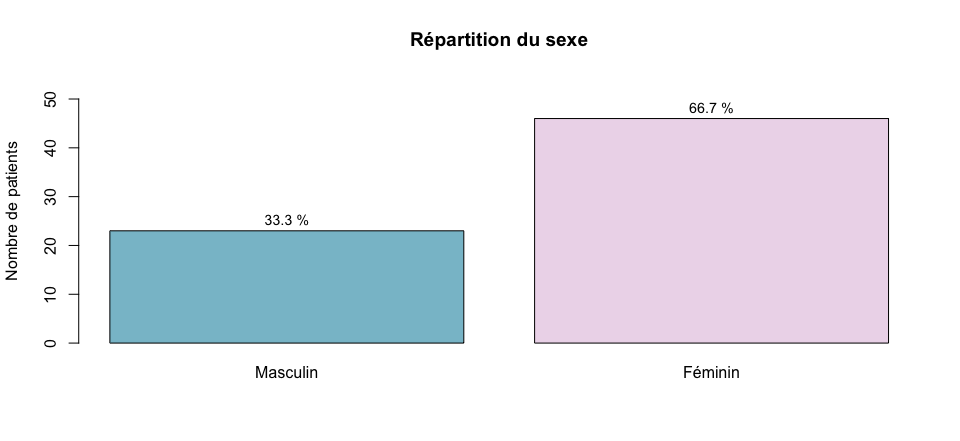 Répartition du sexe
Nombre de patients
50
40
30
20
10
0
33.3 %
66.7 %
Masculin
Féminin